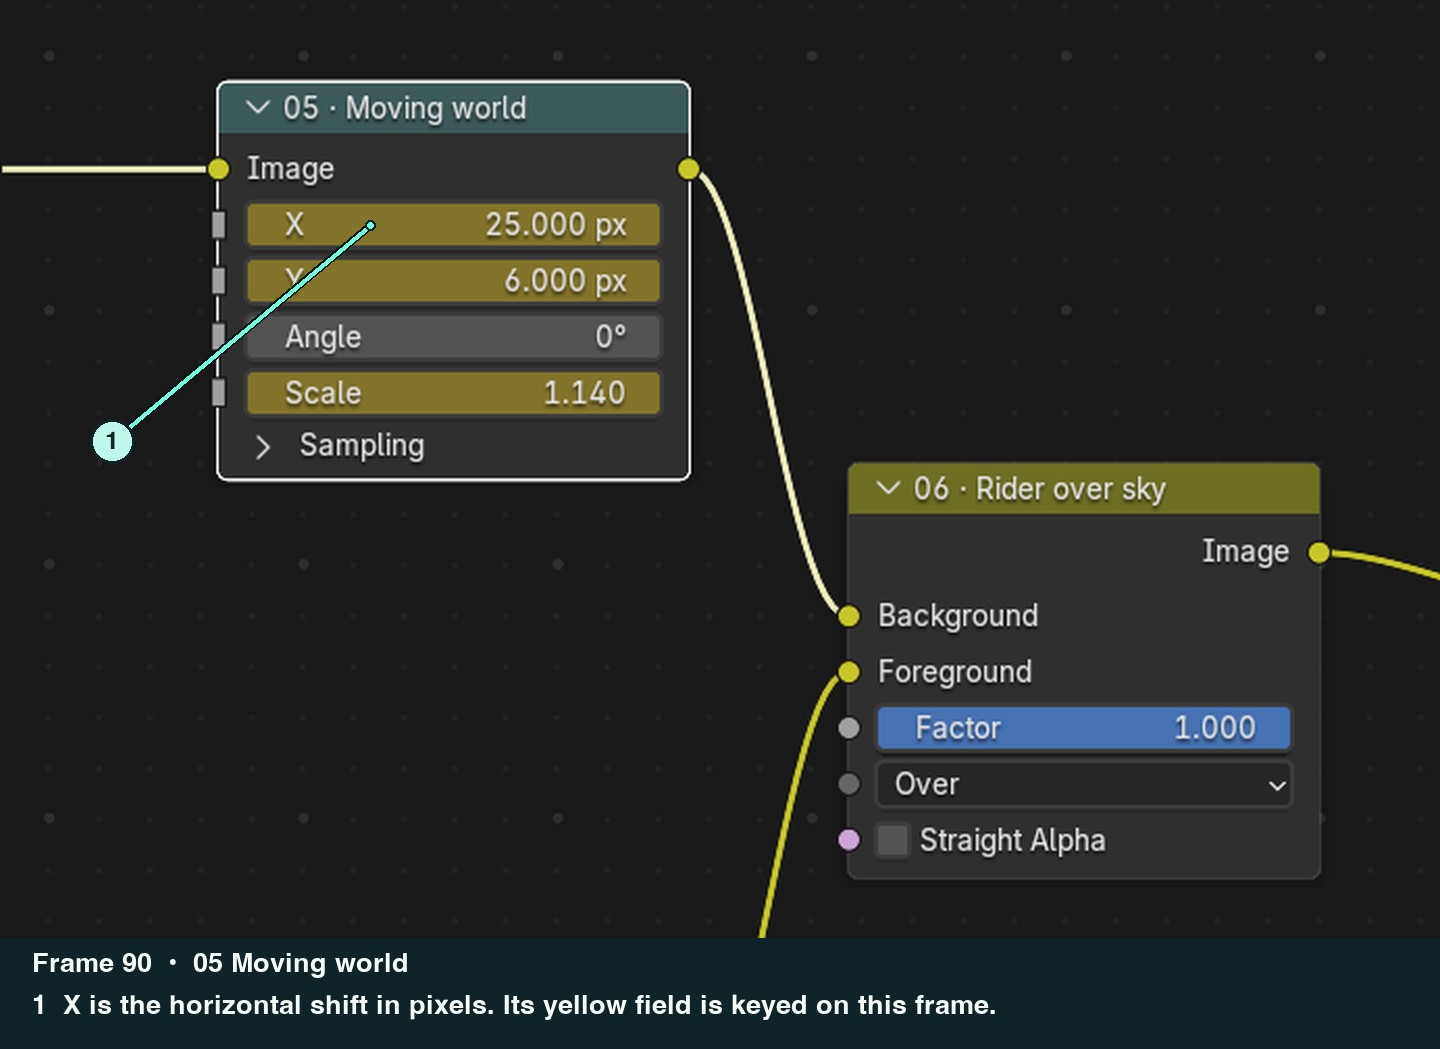 05 · Moving world
Image
X 25.000 px
Y 6.000 px
Angle 0°
Scale 1.140
Sampling
1
06 · Rider over sky
Image
Background
Foreground
Factor 1.000
Over
Straight Alpha
Frame 90 • 05 Moving world
1 X is the horizontal shift in pixels. Its yellow field is keyed on this frame.